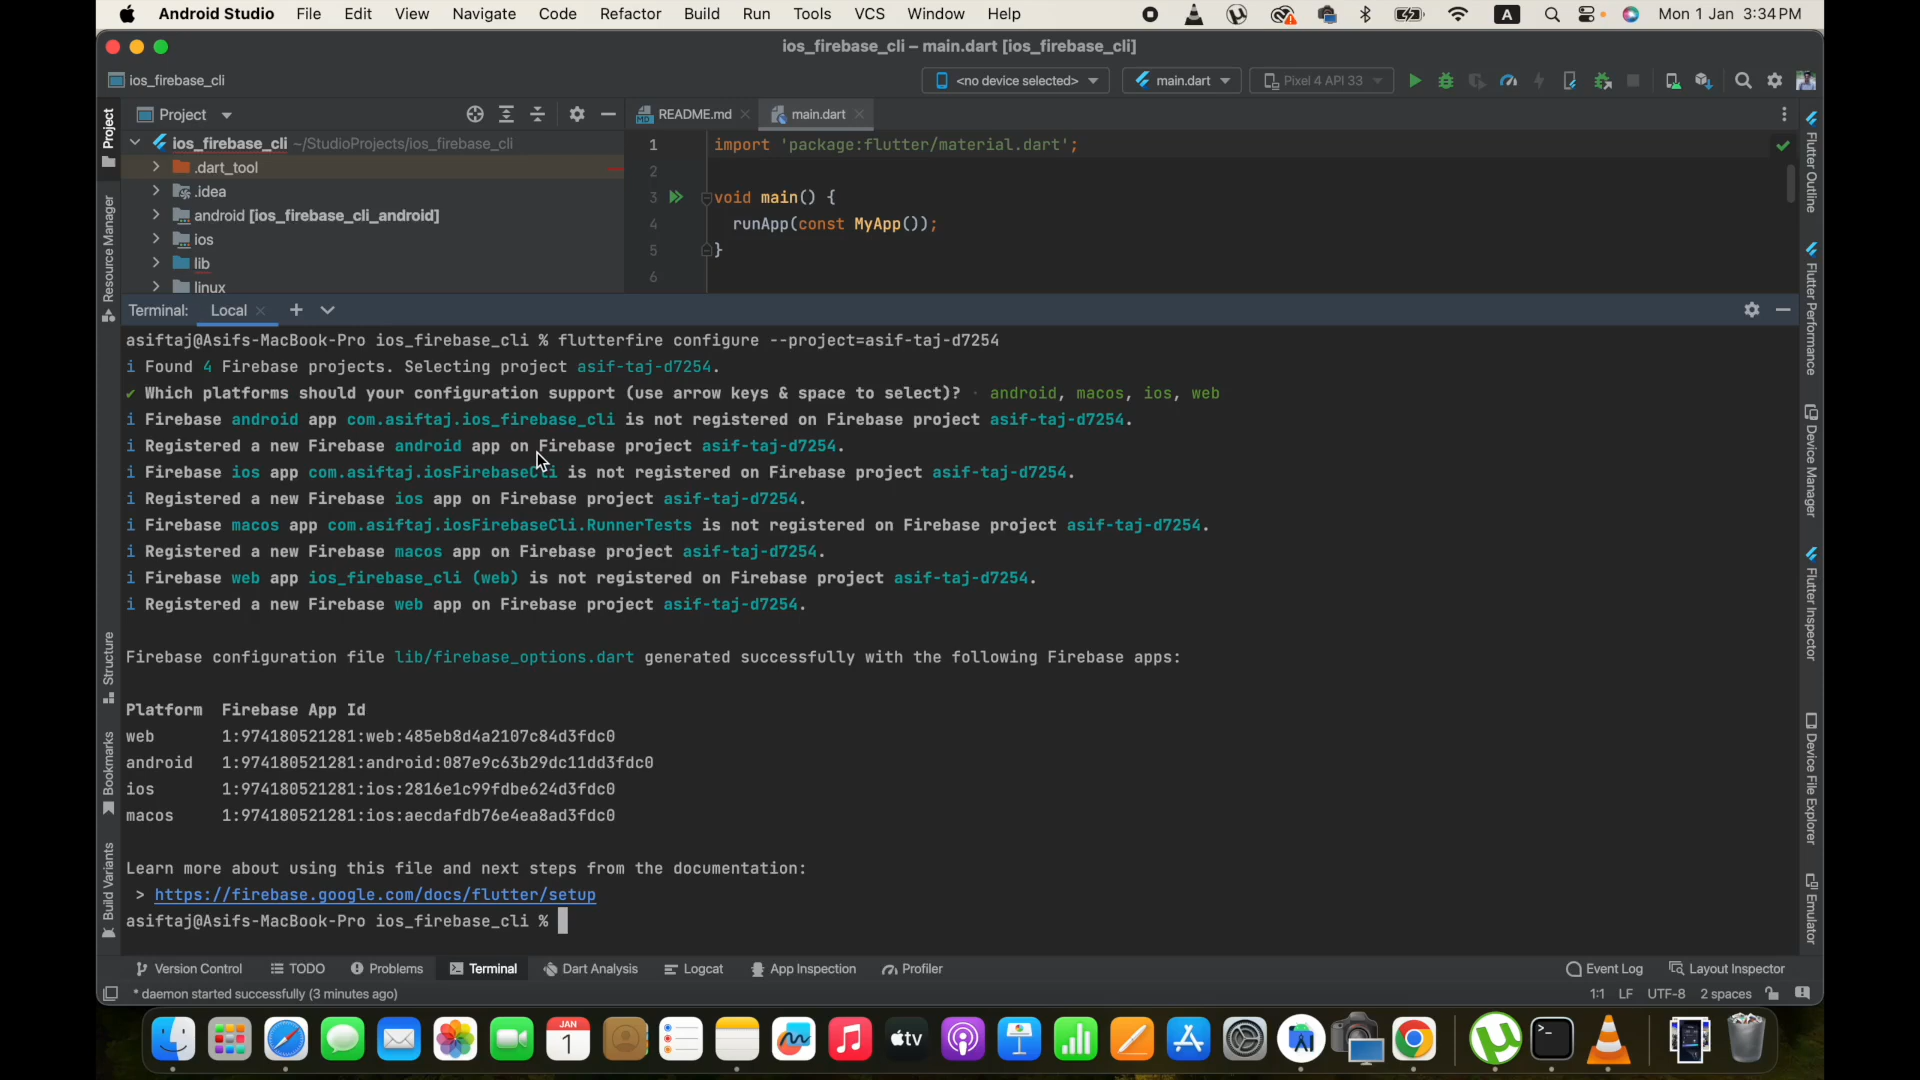 Android Studio File Edit View Navigate Code Refactor Build Run Tools VCS Window Help A Mon 1 Jan 3:34 PM
ios_firebase_cli – main.dart [ios_firebase_cli]
ios_firebase_cli <no device selected> main.dart Pixel 4 API 33
Project README.md main.dart
ios_firebase_cli ~/StudioProjects/ios_firebase_cli
.dart_tool
.idea
android [ios_firebase_cli_android]
ios
lib
linux
1 import 'package:flutter/material.dart';
2
3 void main() {
4 runApp(const MyApp());
5 }
6
Project
Resource Manager
Structure
Bookmarks
Build Variants
Flutter Outline
Flutter Performance
Device Manager
Flutter Inspector
Device File Explorer
Emulator
Terminal: Local
asiftaj@Asifs-MacBook-Pro ios_firebase_cli % flutterfire configure --project=asif-taj-d7254
i Found 4 Firebase projects. Selecting project asif-taj-d7254.
✔ Which platforms should your configuration support (use arrow keys & space to select)? · android, macos, ios, web
i Firebase android app com.asiftaj.ios_firebase_cli is not registered on Firebase project asif-taj-d7254.
i Registered a new Firebase android app on Firebase project asif-taj-d7254.
i Firebase ios app com.asiftaj.iosFirebaseCli is not registered on Firebase project asif-taj-d7254.
i Registered a new Firebase ios app on Firebase project asif-taj-d7254.
i Firebase macos app com.asiftaj.iosFirebaseCli.RunnerTests is not registered on Firebase project asif-taj-d7254.
i Registered a new Firebase macos app on Firebase project asif-taj-d7254.
i Firebase web app ios_firebase_cli (web) is not registered on Firebase project asif-taj-d7254.
i Registered a new Firebase web app on Firebase project asif-taj-d7254.
Firebase configuration file lib/firebase_options.dart generated successfully with the following Firebase apps:
Platform Firebase App Id
web 1:974180521281:web:485eb8d4a2107c84d3fdc0
android 1:974180521281:android:087e9c63b29dc11dd3fdc0
ios 1:974180521281:ios:2816e1c99fdbe624d3fdc0
macos 1:974180521281:ios:aecdafdb76e4ea8ad3fdc0
Learn more about using this file and next steps from the documentation:
> https://firebase.google.com/docs/flutter/setup
asiftaj@Asifs-MacBook-Pro ios_firebase_cli %
Version Control TODO Problems Terminal Dart Analysis Logcat App Inspection Profiler Event Log Layout Inspector
* daemon started successfully (3 minutes ago) 1:1 LF UTF-8 2 spaces
JAN
1
tv